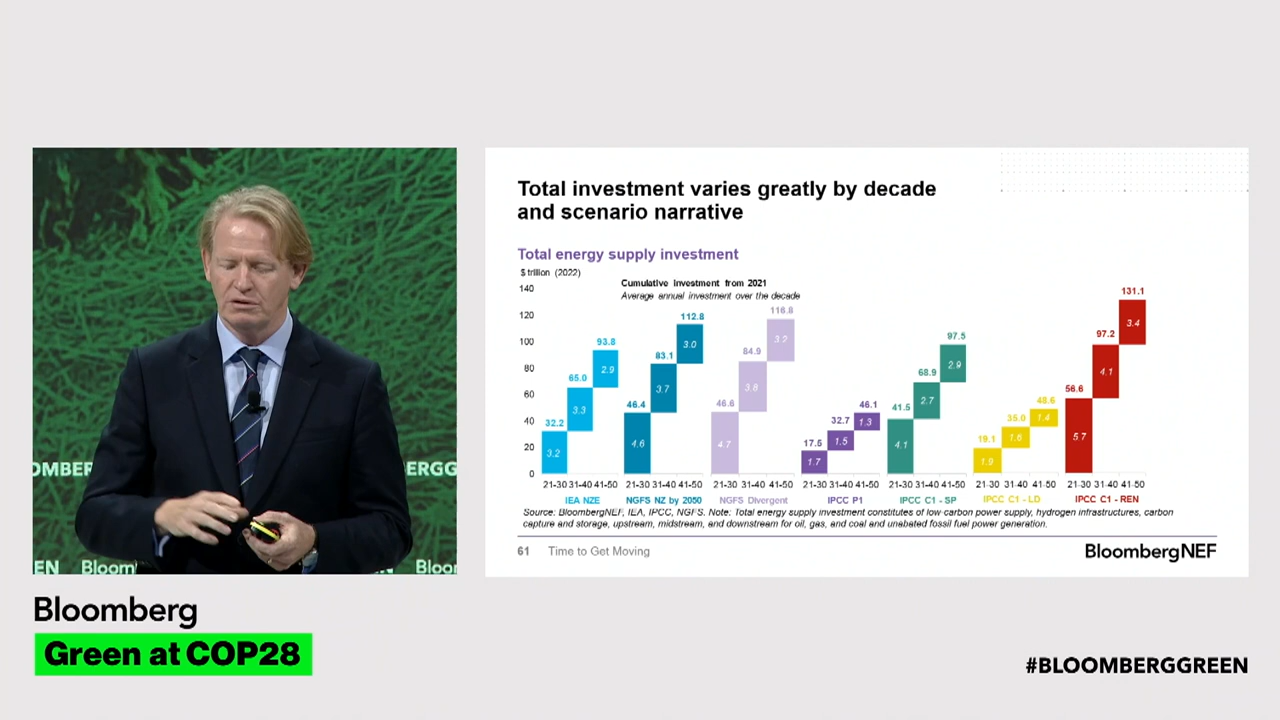 Total investment varies greatly by decade
and scenario narrative
Total energy supply investment
$ trillion (2022)
Cumulative investment from 2021
Average annual investment over the decade
140
120
100
80
60
40
20
0
32.2
65.0
93.8
3.2
3.3
2.9
46.4
83.1
112.8
4.6
3.7
3.0
46.6
84.9
116.8
4.7
3.8
3.2
17.5
32.7
46.1
1.7
1.5
1.3
41.5
68.9
97.5
4.1
2.7
2.9
19.1
35.0
48.6
1.9
1.6
1.4
56.6
97.2
131.1
5.7
4.1
3.4
21-30 31-40 41-50 21-30 31-40 41-50 21-30 31-40 41-50 21-30 31-40 41-50 21-30 31-40 41-50 21-30 31-40 41-50 21-30 31-40 41-50
IEA NZE NGFS NZ by 2050 NGFS Divergent IPCC P1 IPCC C1 - SP IPCC C1 - LD IPCC C1 - REN
Source: BloombergNEF, IEA, IPCC, NGFS. Note: Total energy supply investment constitutes of low-carbon power supply, hydrogen infrastructures, carbon
capture and storage, upstream, midstream, and downstream for oil, gas, and coal and unabated fossil fuel power generation.
61 Time to Get Moving
BloombergNEF
OMBER ERGG
EN Bloom N Bloor
Bloomberg
Green at COP28
#BLOOMBERGGREEN